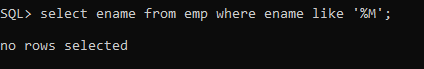 SQL> select ename from emp where ename like '%M';
no rows selected